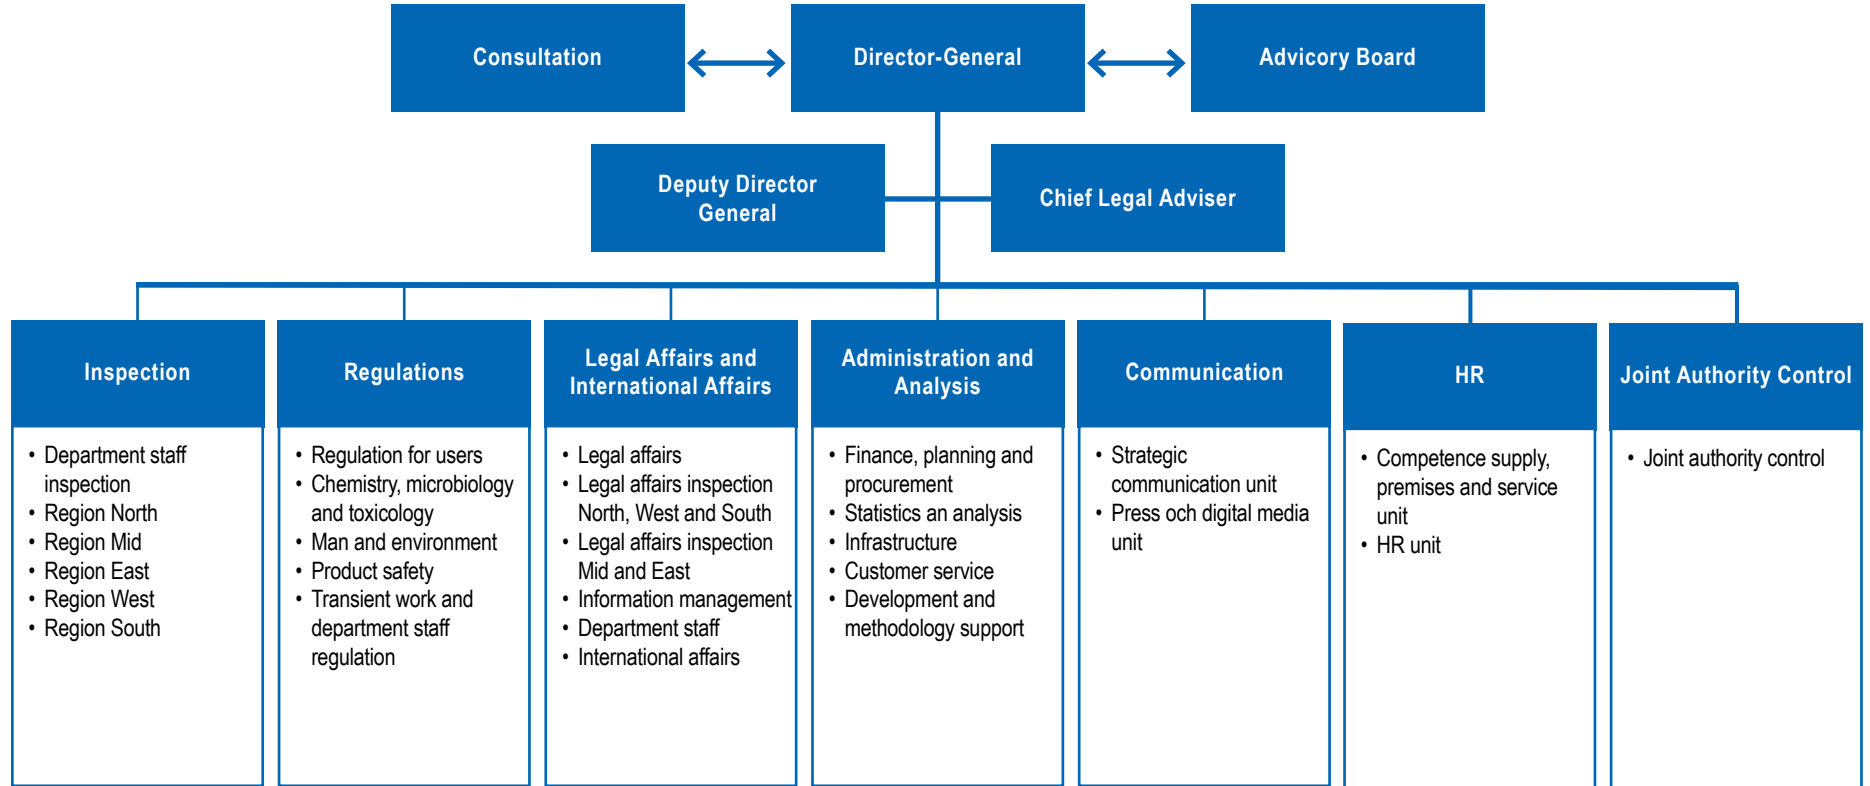 Consultation
Director-General
Advicory Board
Deputy Director
General
Chief Legal Adviser
Inspection
• Department staff
inspection
• Region North
• Region Mid
• Region East
• Region West
• Region South
Regulations
• Regulation for users
• Chemistry, microbiology
and toxicology
• Man and environment
• Product safety
• Transient work and
department staff
regulation
Legal Affairs and
International Affairs
• Legal affairs
• Legal affairs inspection
North, West and South
• Legal affairs inspection
Mid and East
• Information management
• Department staff
• International affairs
Administration and
Analysis
• Finance, planning and
procurement
• Statistics an analysis
• Infrastructure
• Customer service
• Development and
methodology support
Communication
• Strategic
communication unit
• Press och digital media
unit
HR
• Competence supply,
premises and service
unit
• HR unit
Joint Authority Control
• Joint authority control